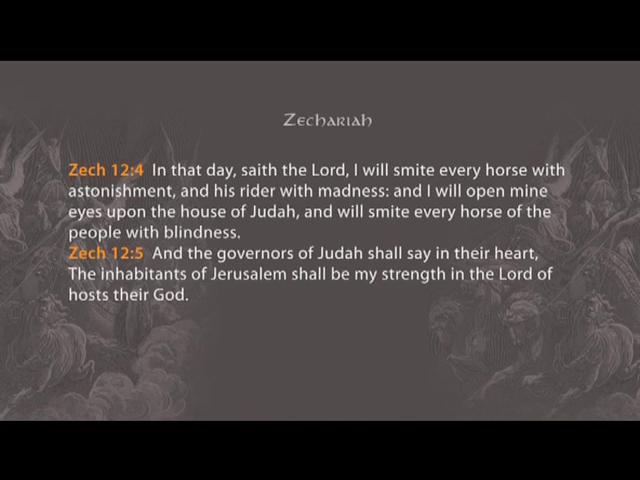 Zechariah
Zech 12:4 In that day, saith the Lord, I will smite every horse with
astonishment, and his rider with madness: and I will open mine
eyes upon the house of Judah, and will smite every horse of the
people with blindness.
Zech 12:5 And the governors of Judah shall say in their heart,
The inhabitants of Jerusalem shall be my strength in the Lord of
hosts their God.